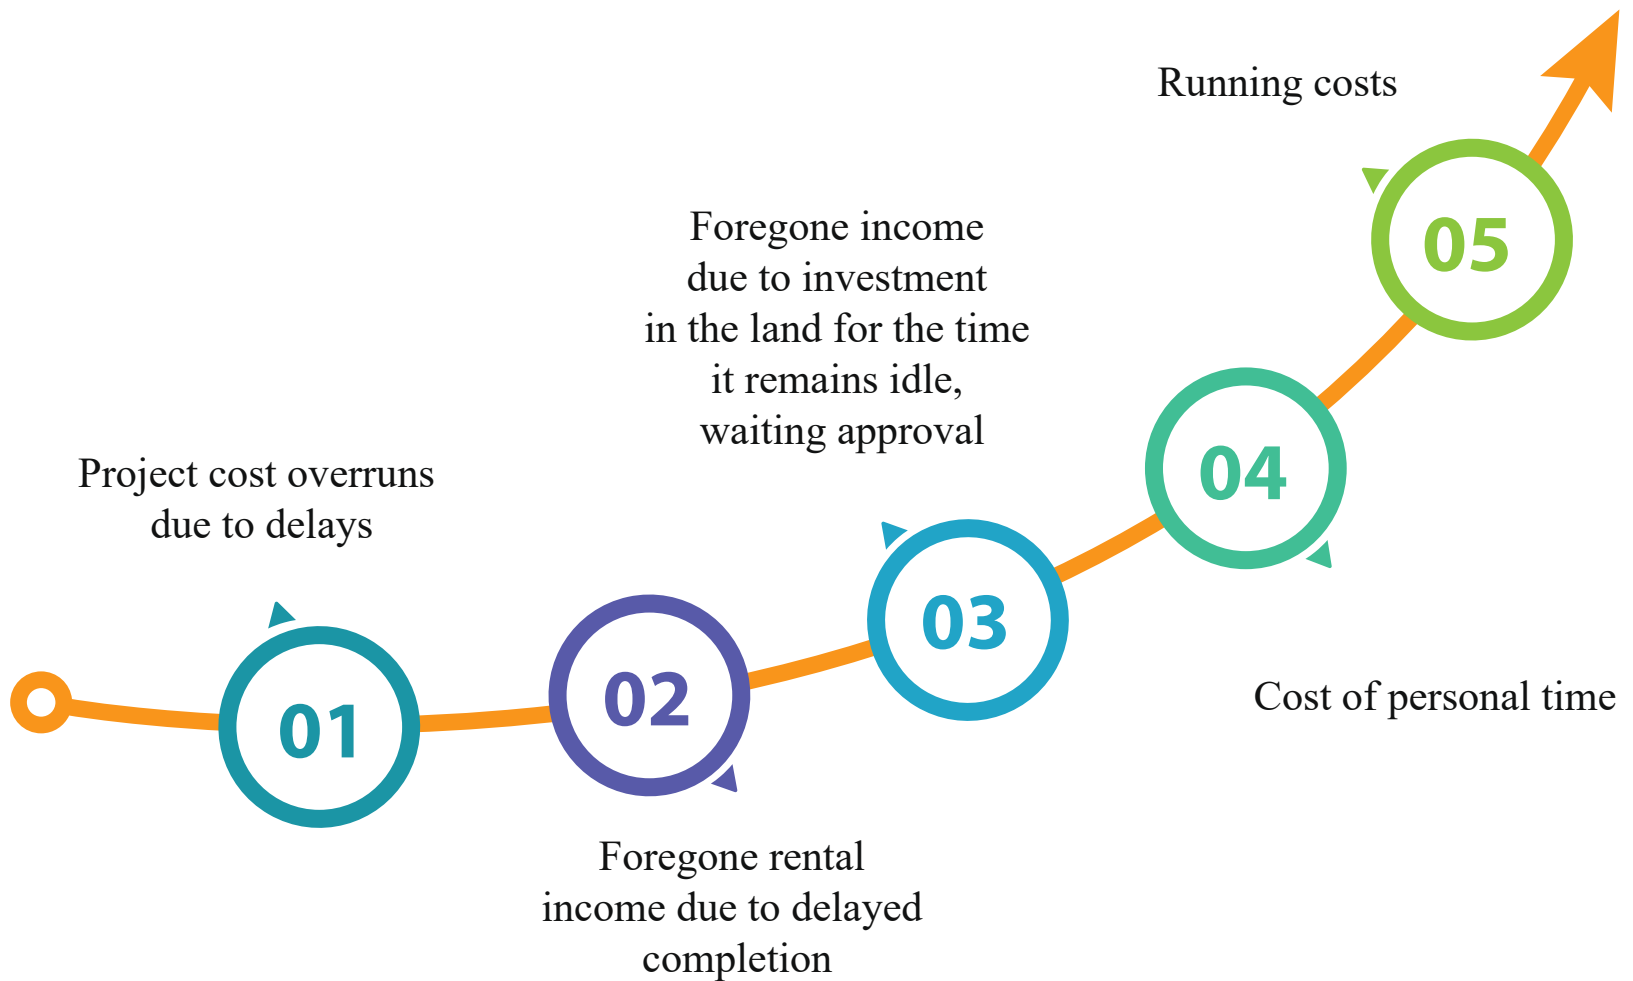 Project cost overruns
due to delays
01
02
Foregone rental
income due to delayed
completion
Foregone income
due to investment
in the land for the time
it remains idle,
waiting approval
03
04
Cost of personal time
Running costs
05